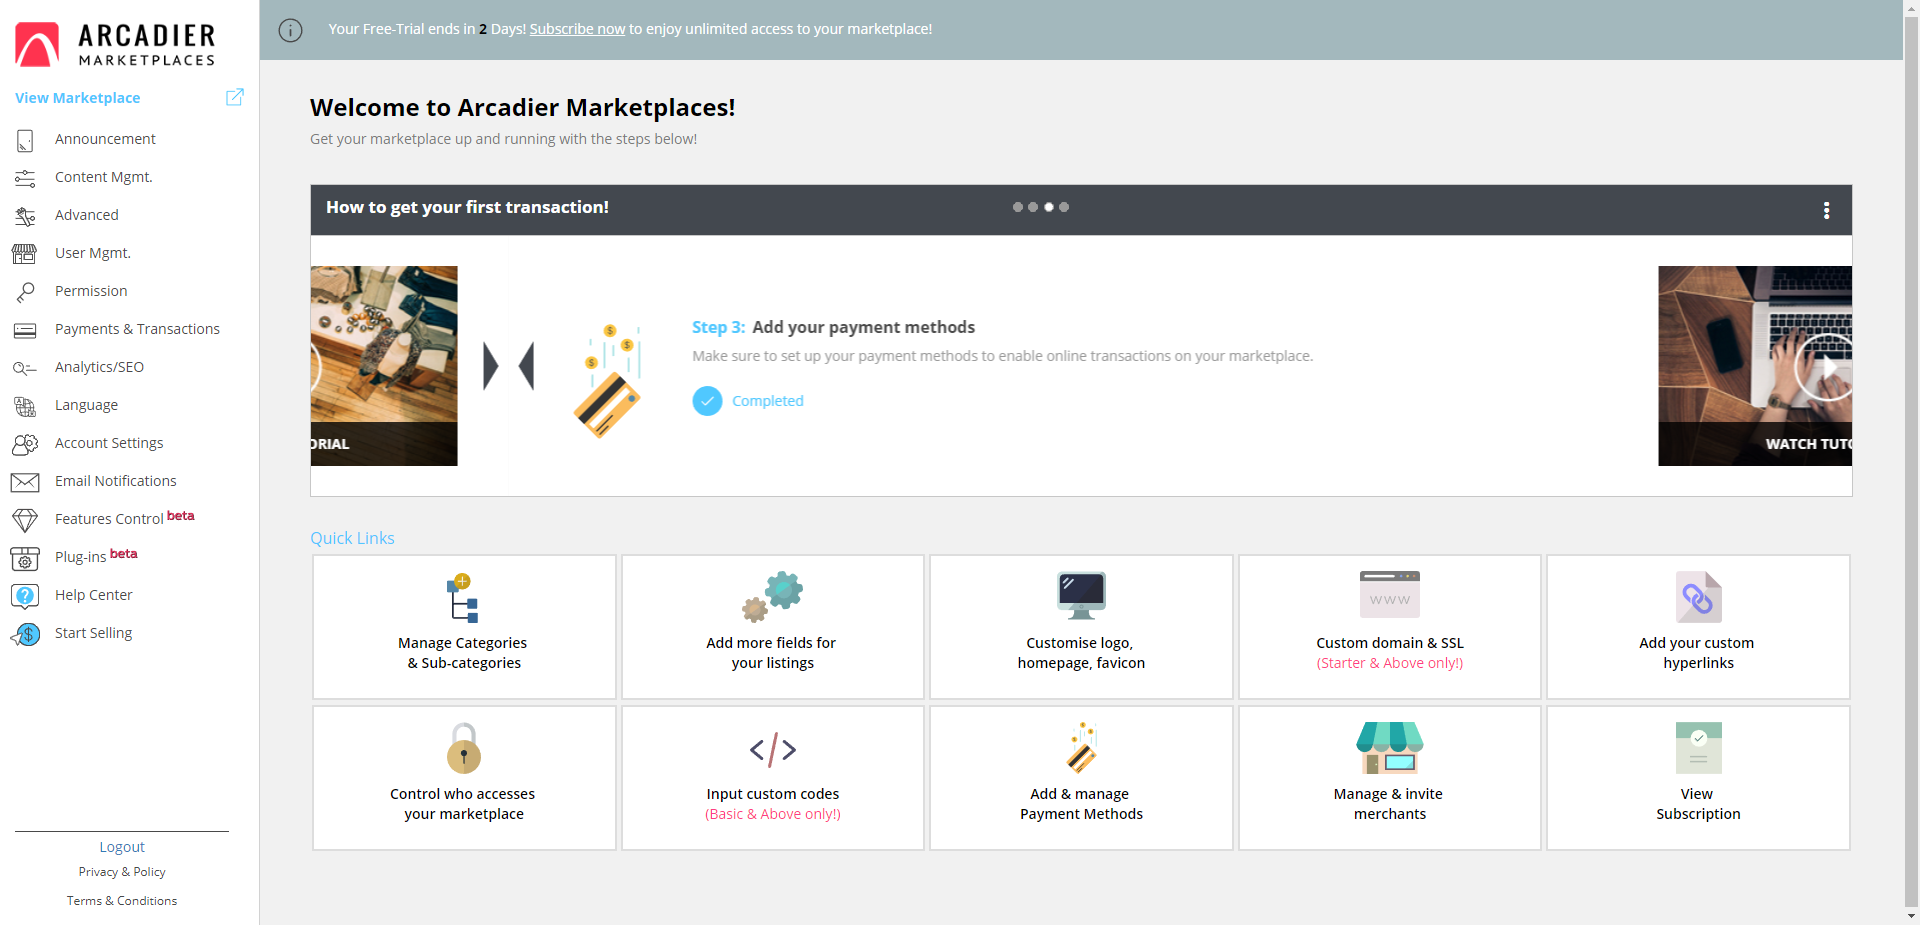 ARCADIER
MARKETPLACES
View Marketplace
Announcement
Content Mgmt.
Advanced
User Mgmt.
Permission
Payments & Transactions
Analytics/SEO
Language
Account Settings
Email Notifications
Features Control beta
Plug-ins beta
Help Center
Start Selling
Logout
Privacy & Policy
Terms & Conditions
Your Free-Trial ends in 2 Days! Subscribe now to enjoy unlimited access to your marketplace!
Welcome to Arcadier Marketplaces!
Get your marketplace up and running with the steps below!
How to get your first transaction!
ORIAL
Step 3: Add your payment methods
Make sure to set up your payment methods to enable online transactions on your marketplace.
Completed
WATCH TUTO
Quick Links
Manage Categories
& Sub-categories
Add more fields for
your listings
Customise logo,
homepage, favicon
WWW
Custom domain & SSL
(Starter & Above only!)
Add your custom
hyperlinks
Control who accesses
your marketplace
Input custom codes
(Basic & Above only!)
Add & manage
Payment Methods
Manage & invite
merchants
View
Subscription